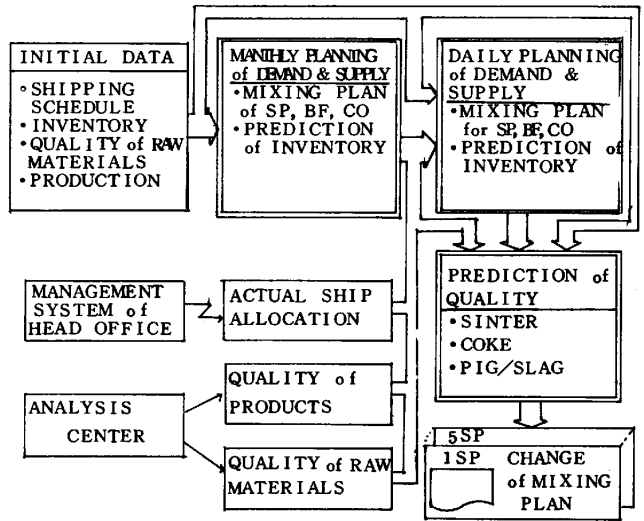 INITIAL DATA
◦SHIPPING
SCHEDULE
•INVENTORY
•QUALITY of RAW
MATERIALS
•PRODUCTION
MANTHLY PLANNING
of DEMAND & SUPPLY
•MIXING PLAN
of SP, BF, CO
•PREDICTION
of INVENTORY
DAILY PLANNING
of DEMAND &
SUPPLY
•MIXING PLAN
for SP, BF, CO
•PREDICTION of
INVENTORY
MANAGEMENT
SYSTEM of
HEAD OFFICE
ACTUAL SHIP
ALLOCATION
PREDICTION of
QUALITY
•SINTER
•COKE
•PIG/SLAG
ANALYSIS
CENTER
QUALITY of
PRODUCTS
QUALITY of RAW
MATERIALS
5SP
1SP
CHANGE
of MIXING
PLAN